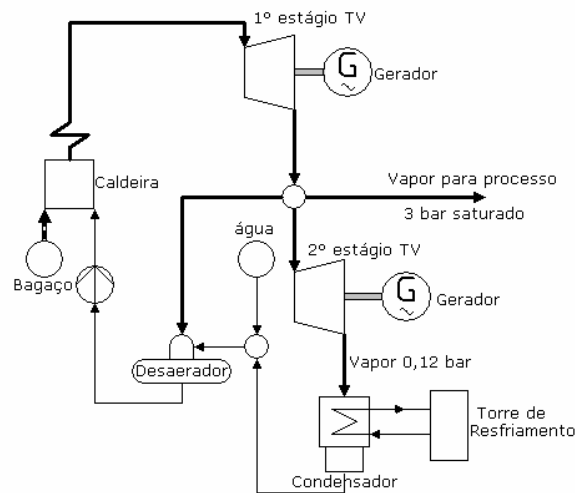 1º estágio TV
G
~
Gerador
Caldeira
Vapor para processo
3 bar saturado
água
2º estágio TV
Bagaço
G
~
Gerador
Desaerador
Vapor 0,12 bar
Torre de
Resfriamento
Condensador